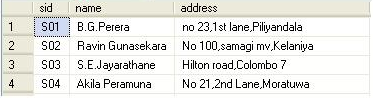 sid name address
1 S01 B.G.Perera no 23,1st lane,Piliyandala
2 S02 Ravin Gunasekara No 100,samagi mv,Kelaniya
3 S03 S.E.Jayarathane Hilton road,Colombo 7
4 S04 Akila Peramuna No 21,2nd Lane,Moratuwa